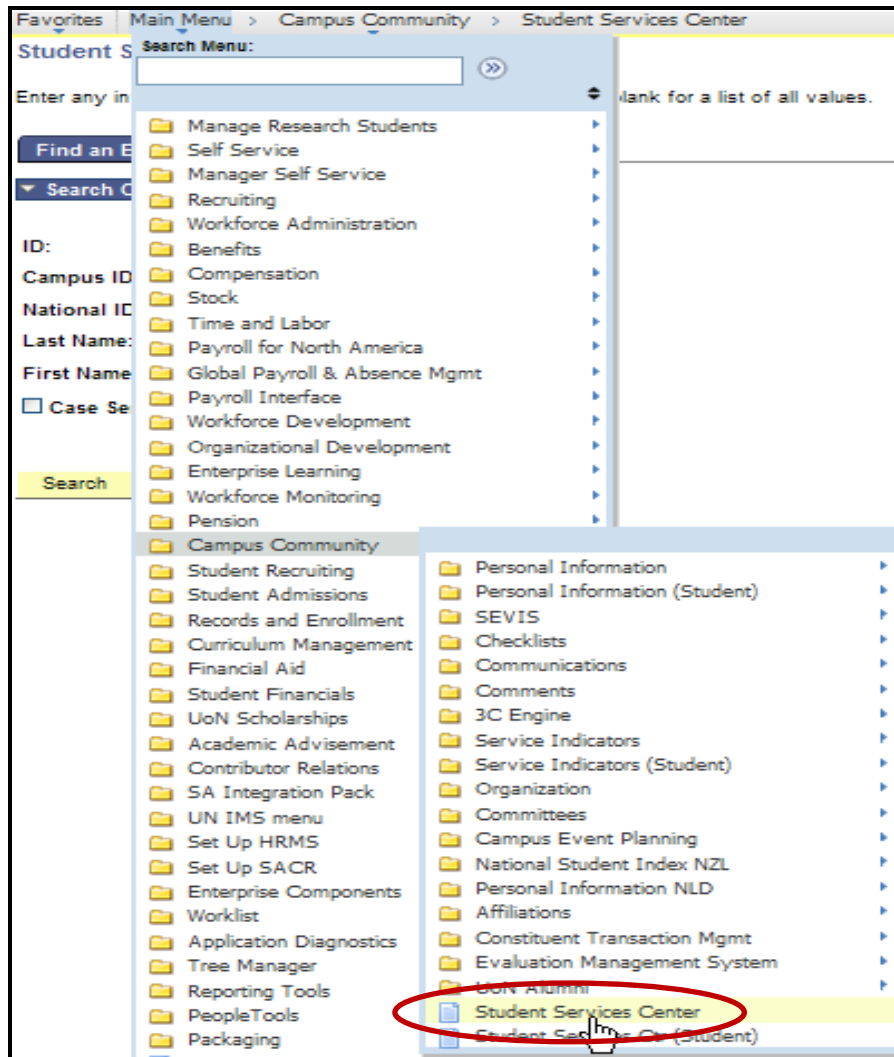 Favorites Main Menu > Campus Community > Student Services Center
Student S
Search Menu:
Enter any in
lank for a list of all values.
Find an E
Search C
ID:
Campus ID
National ID
Last Name:
First Name
Case Se
Search
Manage Research Students
Self Service
Manager Self Service
Recruiting
Workforce Administration
Benefits
Compensation
Stock
Time and Labor
Payroll for North America
Global Payroll & Absence Mgmt
Payroll Interface
Workforce Development
Organizational Development
Enterprise Learning
Workforce Monitoring
Pension
Campus Community
Student Recruiting
Student Admissions
Records and Enrollment
Curriculum Management
Financial Aid
Student Financials
UoN Scholarships
Academic Advisement
Contributor Relations
SA Integration Pack
UN IMS menu
Set Up HRMS
Set Up SACR
Enterprise Components
Worklist
Application Diagnostics
Tree Manager
Reporting Tools
PeopleTools
Packaging
Personal Information
Personal Information (Student)
SEVIS
Checklists
Communications
Comments
3C Engine
Service Indicators
Service Indicators (Student)
Organization
Committees
Campus Event Planning
National Student Index NZL
Personal Information NLD
Affiliations
Constituent Transaction Mgmt
Evaluation Management System
UoN Alumni
Student Services Center
Student Services Ctr (Student)